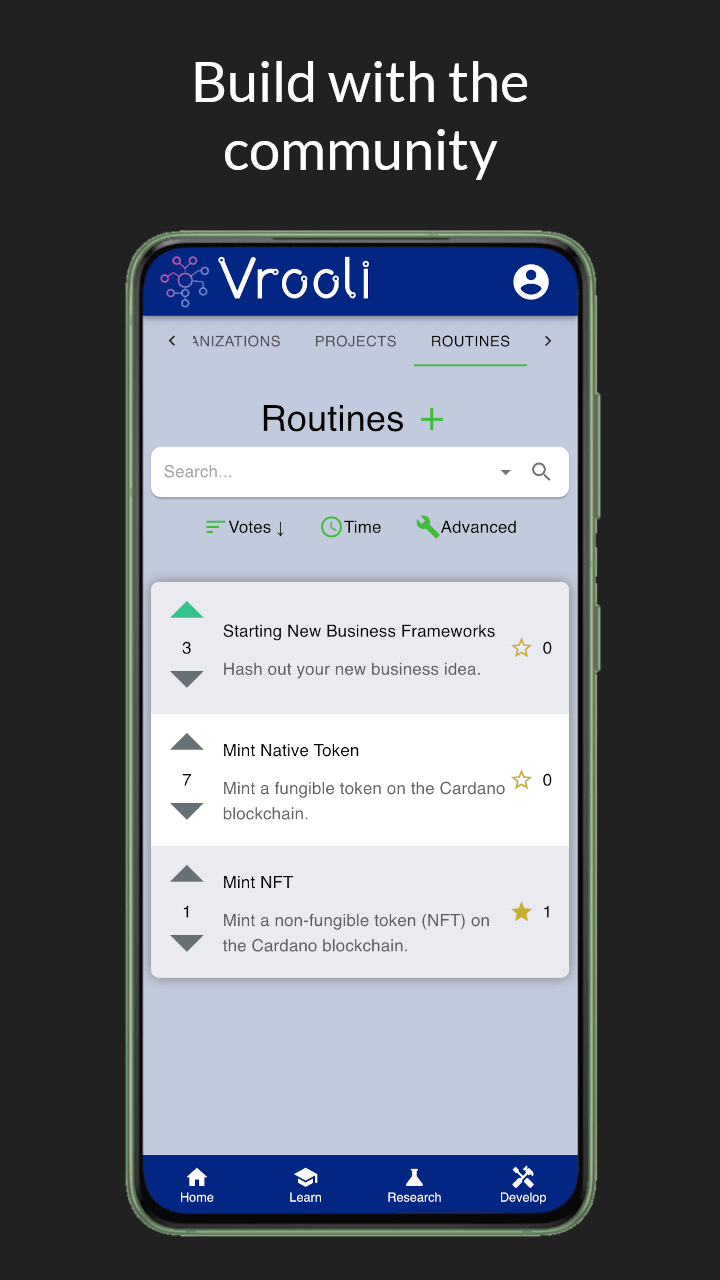 Build with the
community
Vrooli
ANIZATIONS PROJECTS ROUTINES
Routines +
Search...
Votes ↓ Time Advanced
3
Starting New Business Frameworks
Hash out your new business idea.
0
7
Mint Native Token
Mint a fungible token on the Cardano
blockchain.
0
1
Mint NFT
Mint a non-fungible token (NFT) on
the Cardano blockchain.
1
Home Learn Research Develop